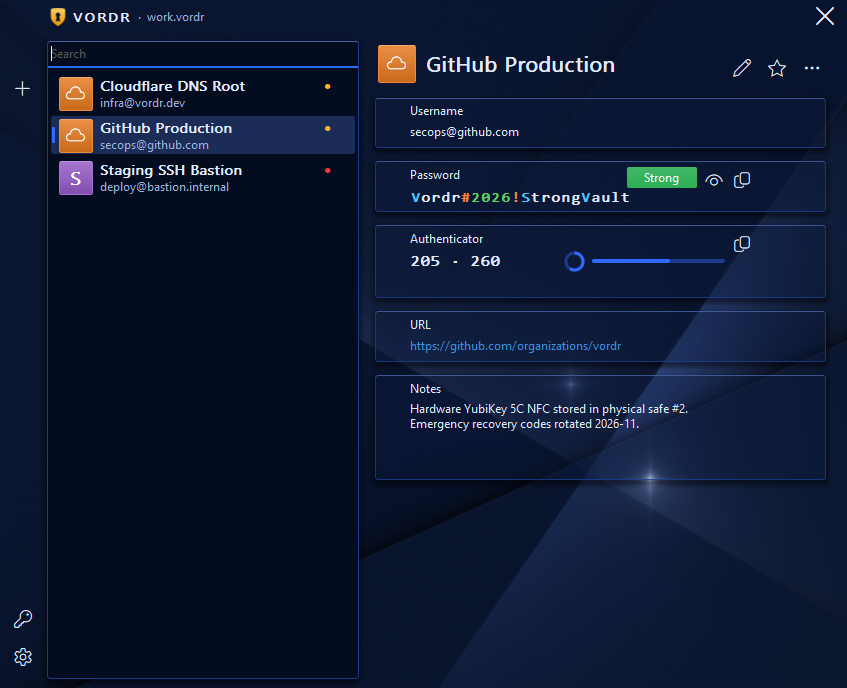 VORDR · work.vordr
Search
Cloudflare DNS Root
infra@vordr.dev
GitHub Production
secops@github.com
S
Staging SSH Bastion
deploy@bastion.internal
GitHub Production
Username
secops@github.com
Password
Strong
Vordr#2026!StrongVault
Authenticator
205 - 260
URL
https://github.com/organizations/vordr
Notes
Hardware YubiKey 5C NFC stored in physical safe #2.
Emergency recovery codes rotated 2026-11.